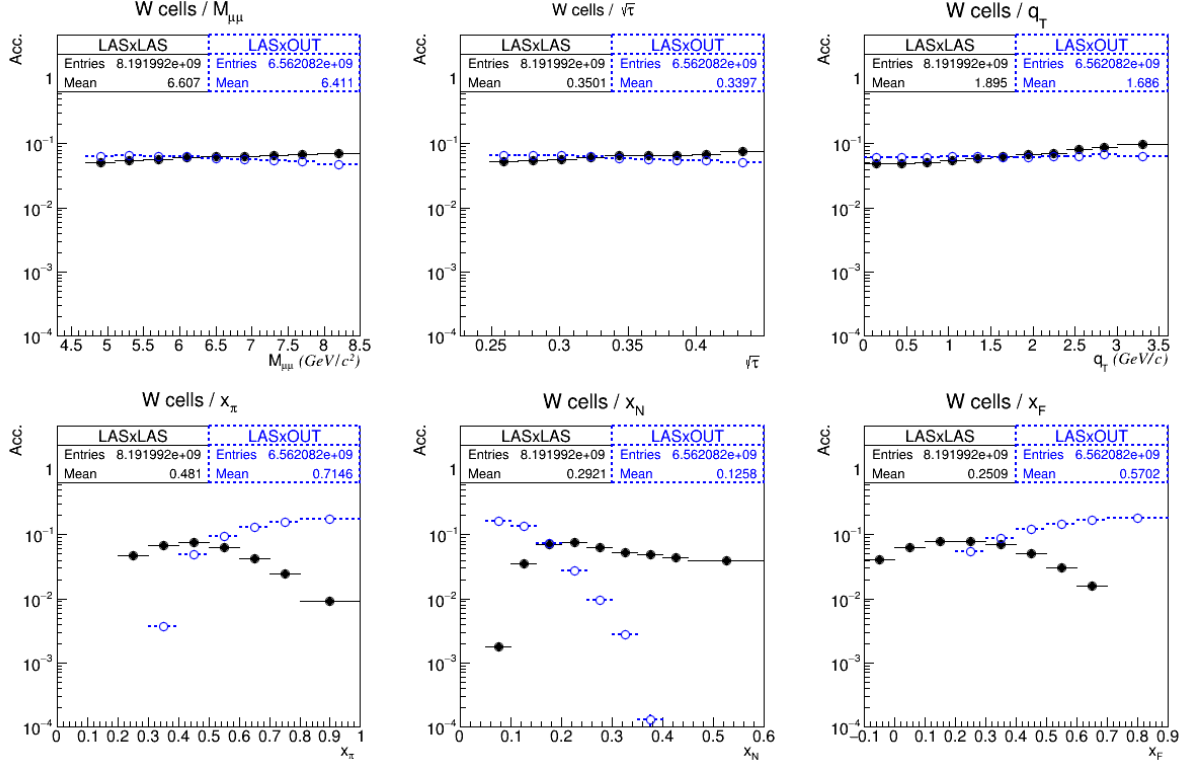 W cells / M_μμ
Acc.
LASxLAS LASxOUT
Entries 8.191992e+09 Entries 6.562082e+09
Mean 6.607 Mean 6.411
1
10⁻¹
10⁻²
10⁻³
10⁻⁴
4.5 5 5.5 6 6.5 7 7.5 8 8.5
M_μμ (GeV/c²)
W cells / √τ
Acc.
LASxLAS LASxOUT
Entries 8.191992e+09 Entries 6.562082e+09
Mean 0.3501 Mean 0.3397
1
10⁻¹
10⁻²
10⁻³
10⁻⁴
0.25 0.3 0.35 0.4
√τ
W cells / q_T
Acc.
LASxLAS LASxOUT
Entries 8.191992e+09 Entries 6.562082e+09
Mean 1.895 Mean 1.686
1
10⁻¹
10⁻²
10⁻³
10⁻⁴
0 0.5 1 1.5 2 2.5 3 3.5
q_T (GeV/c)
W cells / x_π
Acc.
LASxLAS LASxOUT
Entries 8.191992e+09 Entries 6.562082e+09
Mean 0.481 Mean 0.7146
1
10⁻¹
10⁻²
10⁻³
10⁻⁴
0 0.1 0.2 0.3 0.4 0.5 0.6 0.7 0.8 0.9 1
x_π
W cells / x_N
Acc.
LASxLAS LASxOUT
Entries 8.191992e+09 Entries 6.562082e+09
Mean 0.2921 Mean 0.1258
1
10⁻¹
10⁻²
10⁻³
10⁻⁴
0 0.1 0.2 0.3 0.4 0.5 0.6
x_N
W cells / x_F
Acc.
LASxLAS LASxOUT
Entries 8.191992e+09 Entries 6.562082e+09
Mean 0.2509 Mean 0.5702
1
10⁻¹
10⁻²
10⁻³
10⁻⁴
−0.1 0 0.1 0.2 0.3 0.4 0.5 0.6 0.7 0.8 0.9
x_F